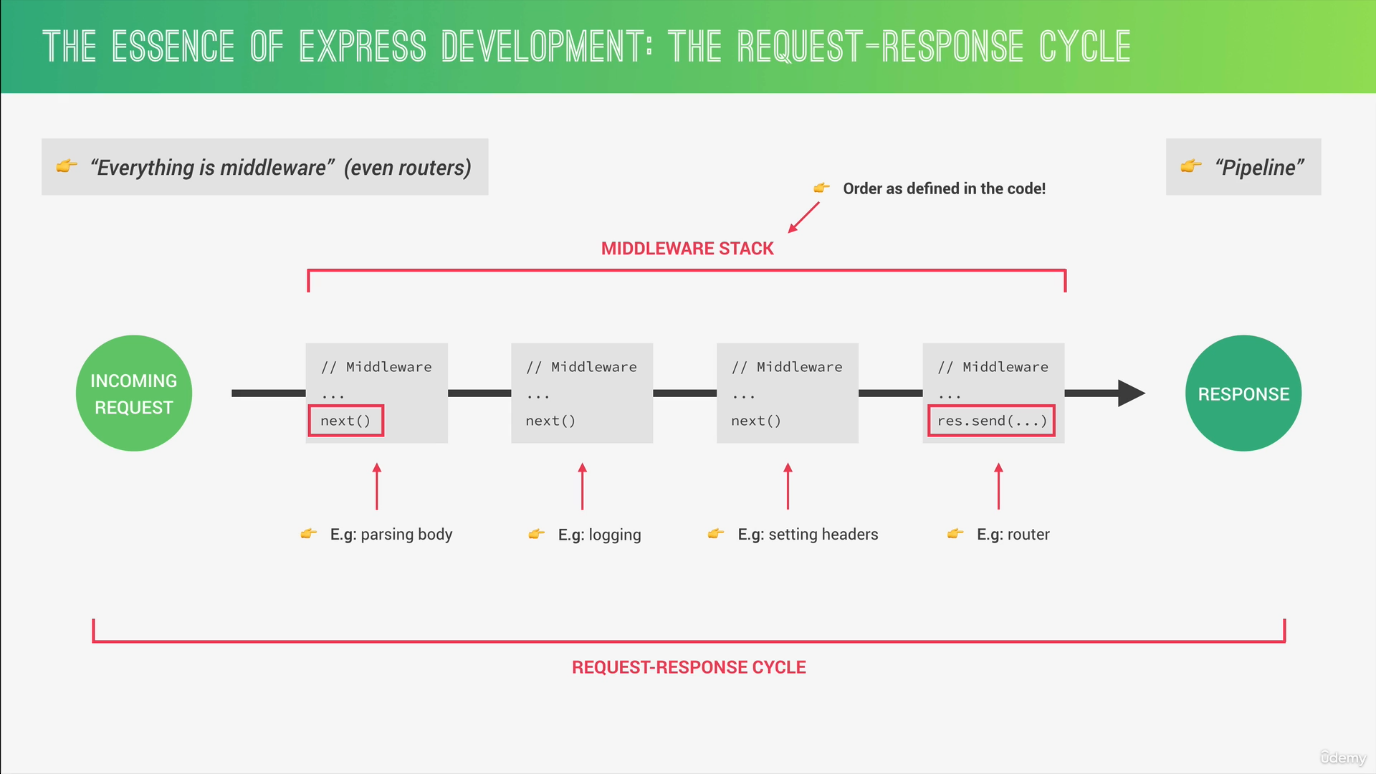 THE ESSENCE OF EXPRESS DEVELOPMENT: THE REQUEST-RESPONSE CYCLE
👉 “Everything is middleware” (even routers)
👉 “Pipeline”
👉 Order as defined in the code!
MIDDLEWARE STACK
INCOMING
REQUEST
// Middleware
...
next()
// Middleware
...
next()
// Middleware
...
next()
// Middleware
...
res.send(...)
RESPONSE
👉 E.g: parsing body
👉 E.g: logging
👉 E.g: setting headers
👉 E.g: router
REQUEST-RESPONSE CYCLE
ûdemy